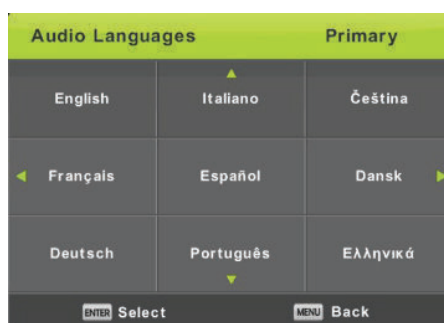 Audio Languages Primary
English Italiano Čeština
Français Español Dansk
Deutsch Português Ελληνικά
ENTER Select MENU Back